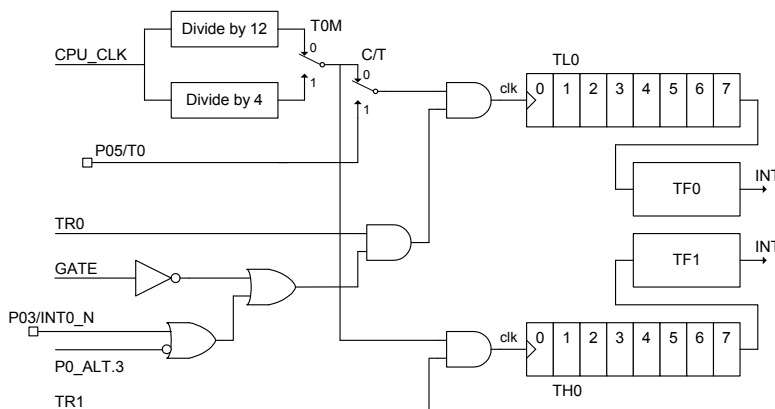 Divide by 12
T0M
0
1
CPU_CLK
Divide by 4
C/T
0
1
P05/T0
TR0
GATE
P03/INT0_N
P0_ALT.3
TR1
clk
TL0
0 1 2 3 4 5 6 7
TF0
INT
TF1
INT
clk
0 1 2 3 4 5 6 7
TH0